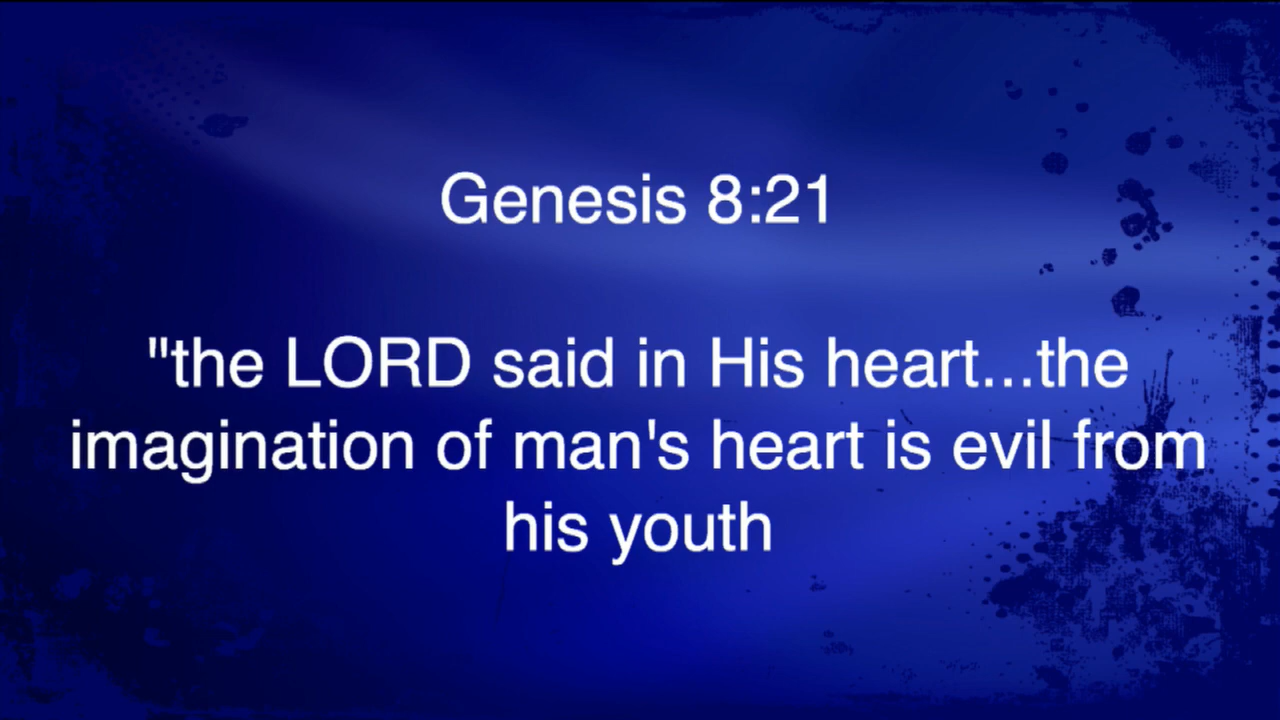 Genesis 8:21
"the LORD said in His heart...the
imagination of man's heart is evil from
his youth